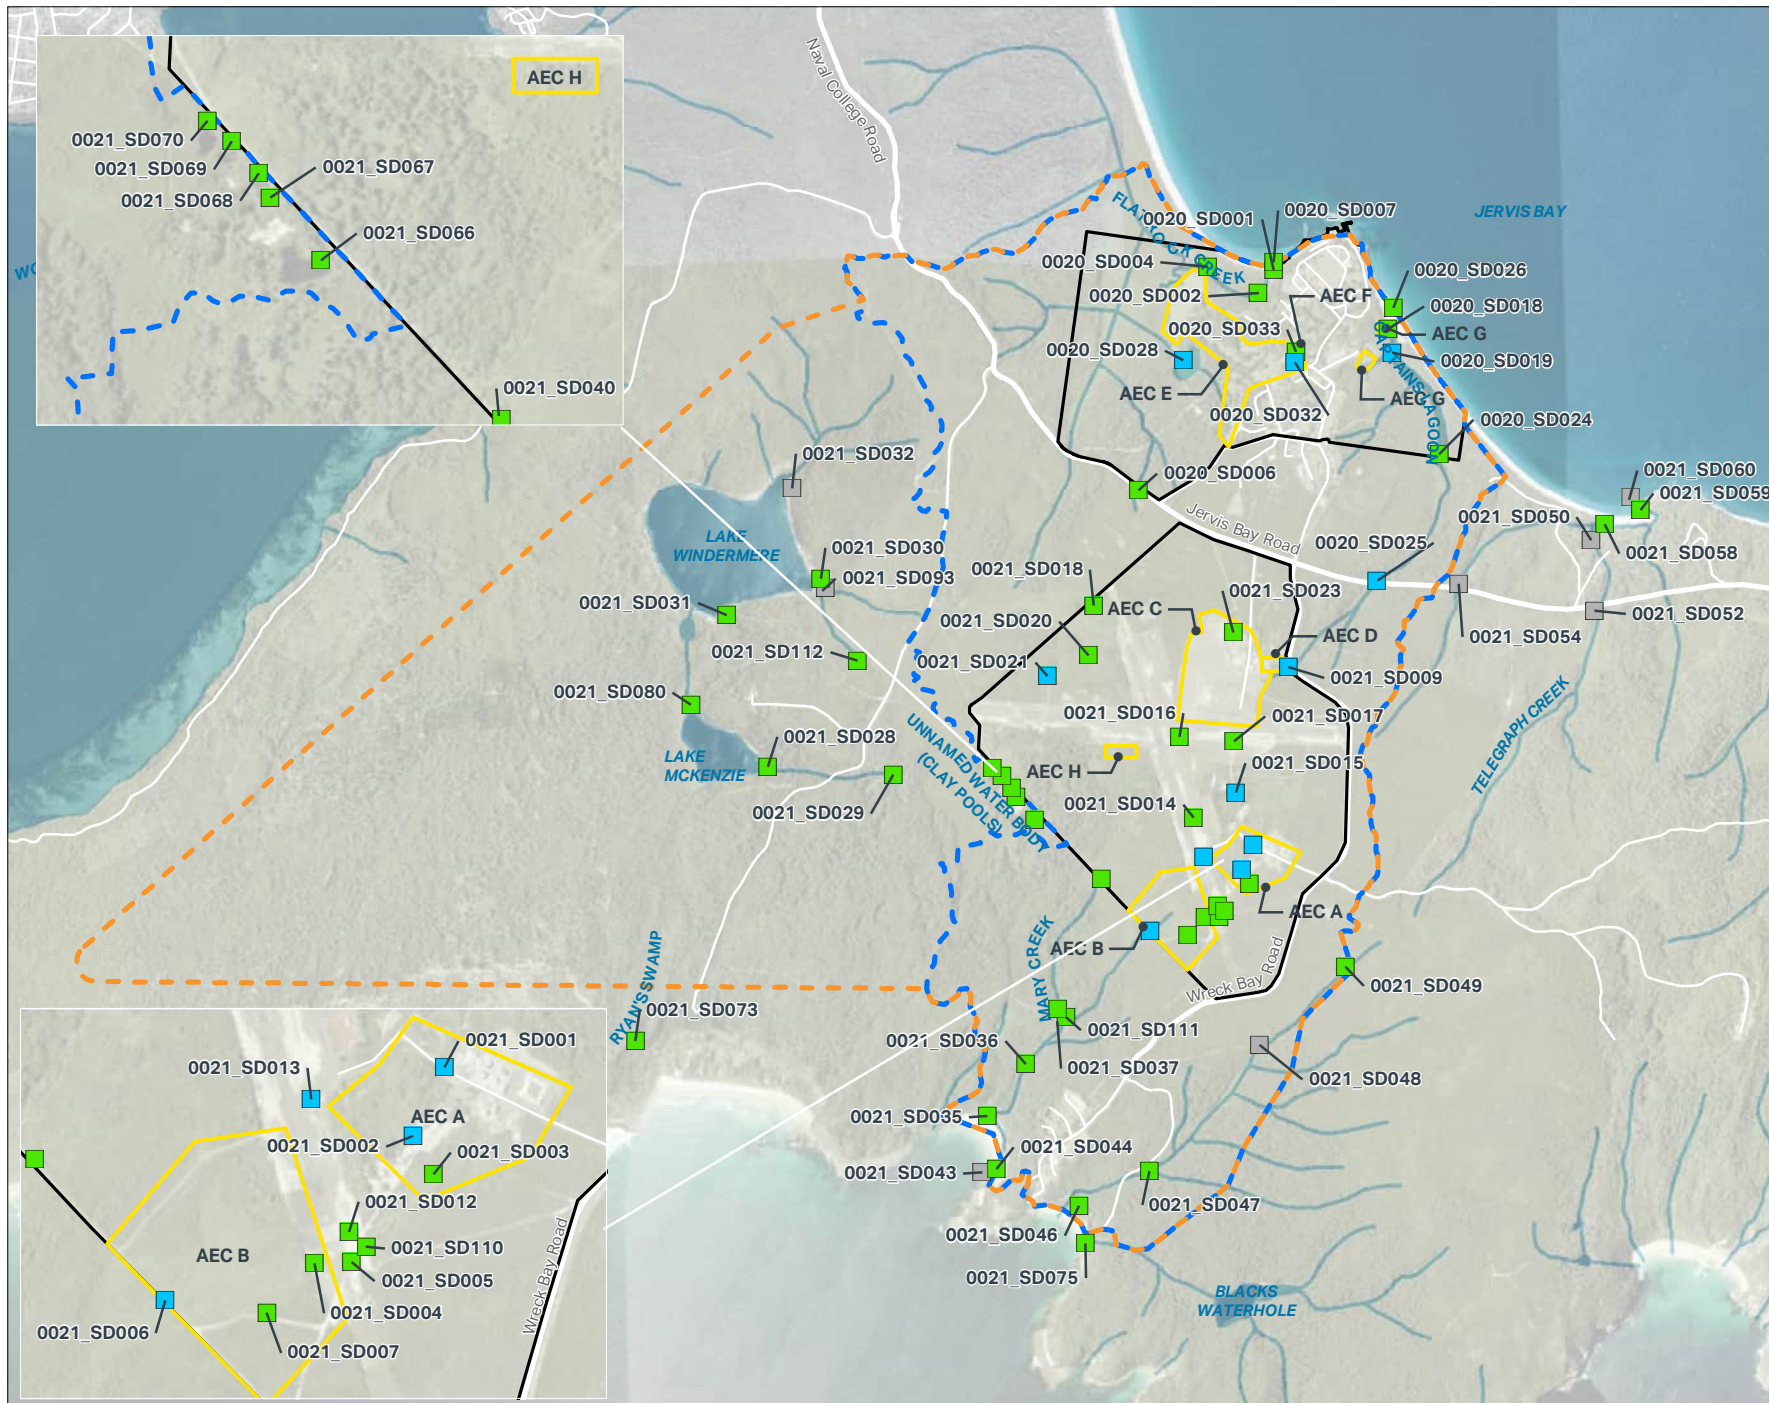 AEC H
0021_SD070
0021_SD069
0021_SD068
0021_SD067
0021_SD066
0021_SD040
Naval College Road
JERVIS BAY
FLAT ROCK CREEK
0020_SD001
0020_SD007
0020_SD004
0020_SD002
0020_SD026
0020_SD018
AEC F
AEC G
0020_SD033
0020_SD028
0020_SD019
AEC E
AEC G
0020_SD032
CAPTAINS LAGOON
0020_SD024
0020_SD006
0021_SD032
0021_SD060
0021_SD059
0021_SD050
0021_SD058
Jervis Bay Road
0020_SD025
LAKE
WINDERMERE
0021_SD030
0021_SD093
0021_SD031
0021_SD018
0021_SD023
AEC C
0021_SD020
AEC D
0021_SD054
0021_SD052
0021_SD112
0021_SD021
0021_SD009
0021_SD080
0021_SD016
0021_SD017
TELEGRAPH CREEK
UNNAMED WATER BODY
(CLAY POOLS)
0021_SD028
LAKE
MCKENZIE
AEC H
0021_SD015
0021_SD029
0021_SD014
AEC A
AEC B
MARY CREEK
Wreck Bay Road
0021_SD049
RYAN'S SWAMP
0021_SD073
0021_SD111
0021_SD036
0021_SD037
0021_SD048
0021_SD035
0021_SD044
0021_SD043
0021_SD047
0021_SD046
0021_SD075
BLACKS
WATERHOLE
0021_SD001
0021_SD013
AEC A
0021_SD002
0021_SD003
0021_SD012
0021_SD110
AEC B
0021_SD005
0021_SD004
0021_SD006
0021_SD007
Wreck Bay Road